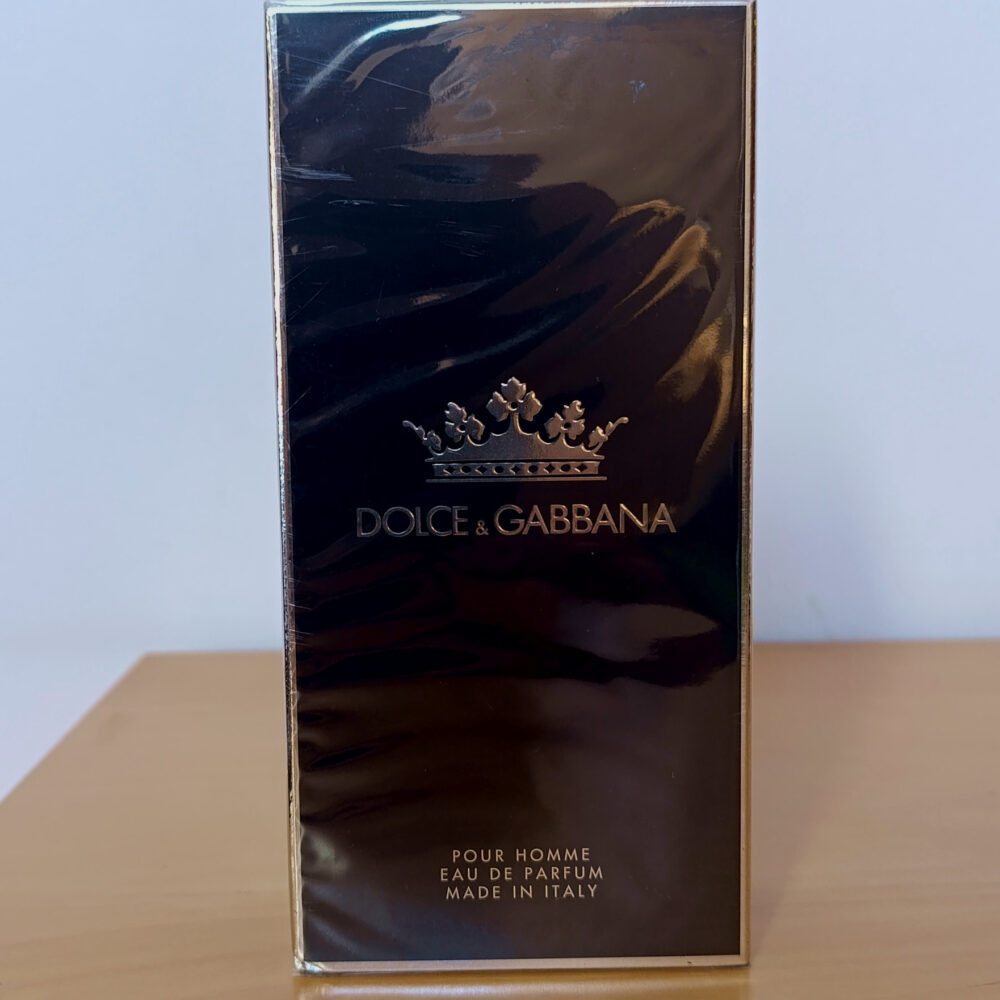 DOLCE & GABBANA
POUR HOMME
EAU DE PARFUM
MADE IN ITALY